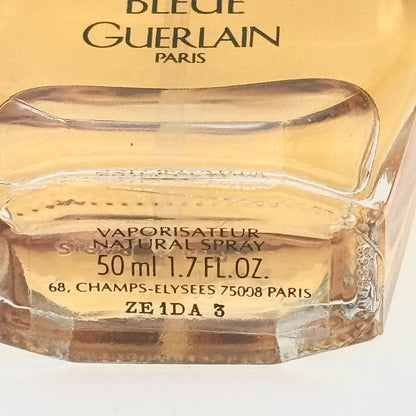 BLEUE
GUERLAIN
PARIS
VAPORISATEUR
NATURAL SPRAY
50 ml 1.7 FL.OZ.
68, CHAMPS-ELYSEES 75008 PARIS
ZE1DA 3